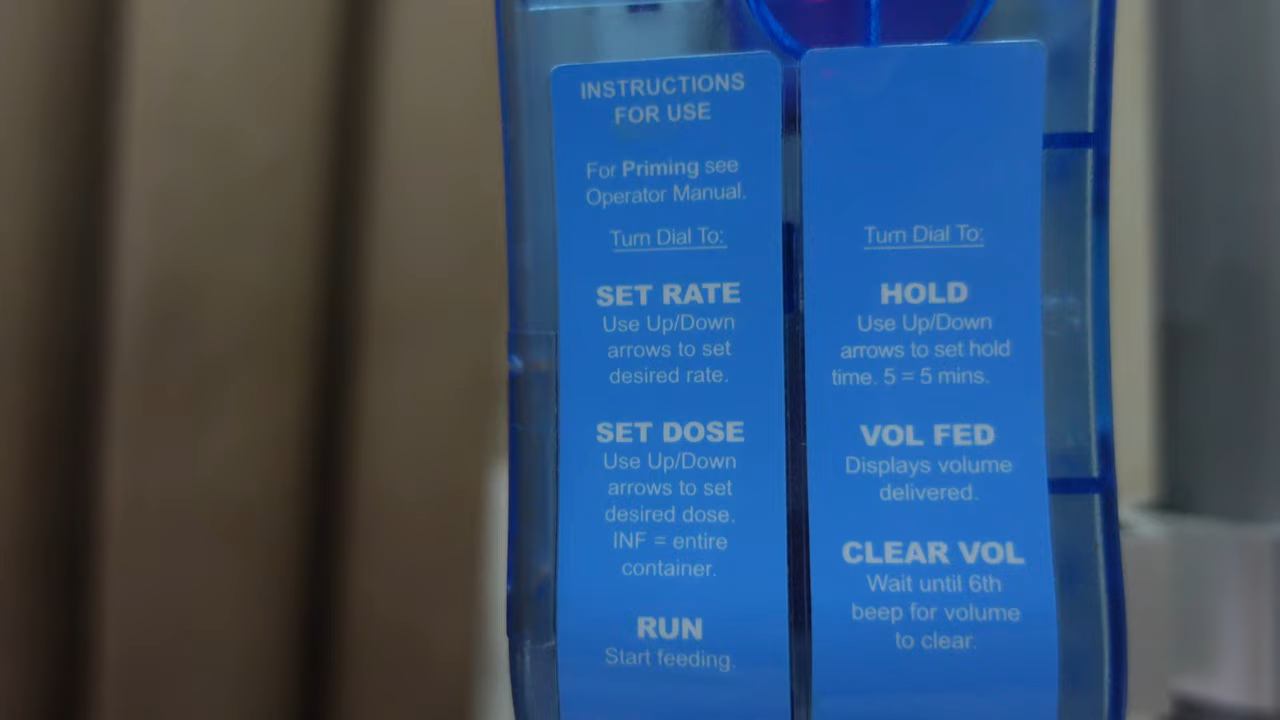 INSTRUCTIONS
FOR USE
For Priming see
Operator Manual.
Turn Dial To:
SET RATE
Use Up/Down
arrows to set
desired rate.
SET DOSE
Use Up/Down
arrows to set
desired dose.
INF = entire
container.
RUN
Start feeding.
Turn Dial To:
HOLD
Use Up/Down
arrows to set hold
time. 5 = 5 mins.
VOL FED
Displays volume
delivered.
CLEAR VOL
Wait until 6th
beep for volume
to clear.